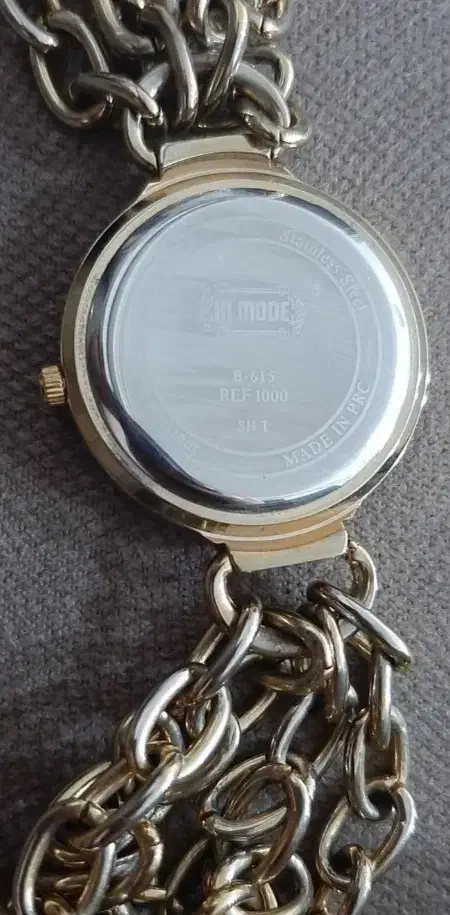 Stainless Steel
HI MODE
B-615
REF 1000
SH 1
MADE IN PRC